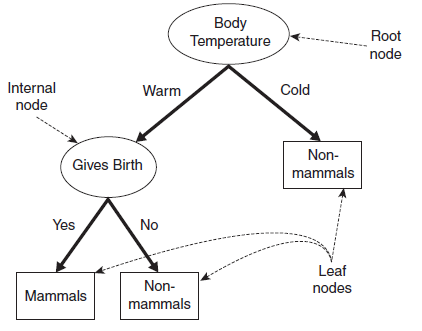 Body
Temperature
Root
node
Internal
node
Warm
Cold
Gives Birth
Non-
mammals
Yes
No
Leaf
nodes
Mammals
Non-
mammals